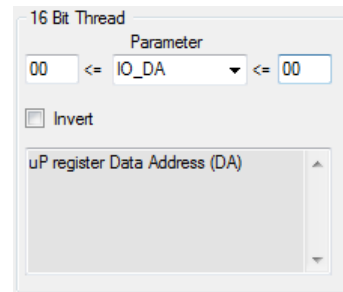 16 Bit Thread
Parameter
00 <= IO_DA <= 00
Invert
uP register Data Address (DA)